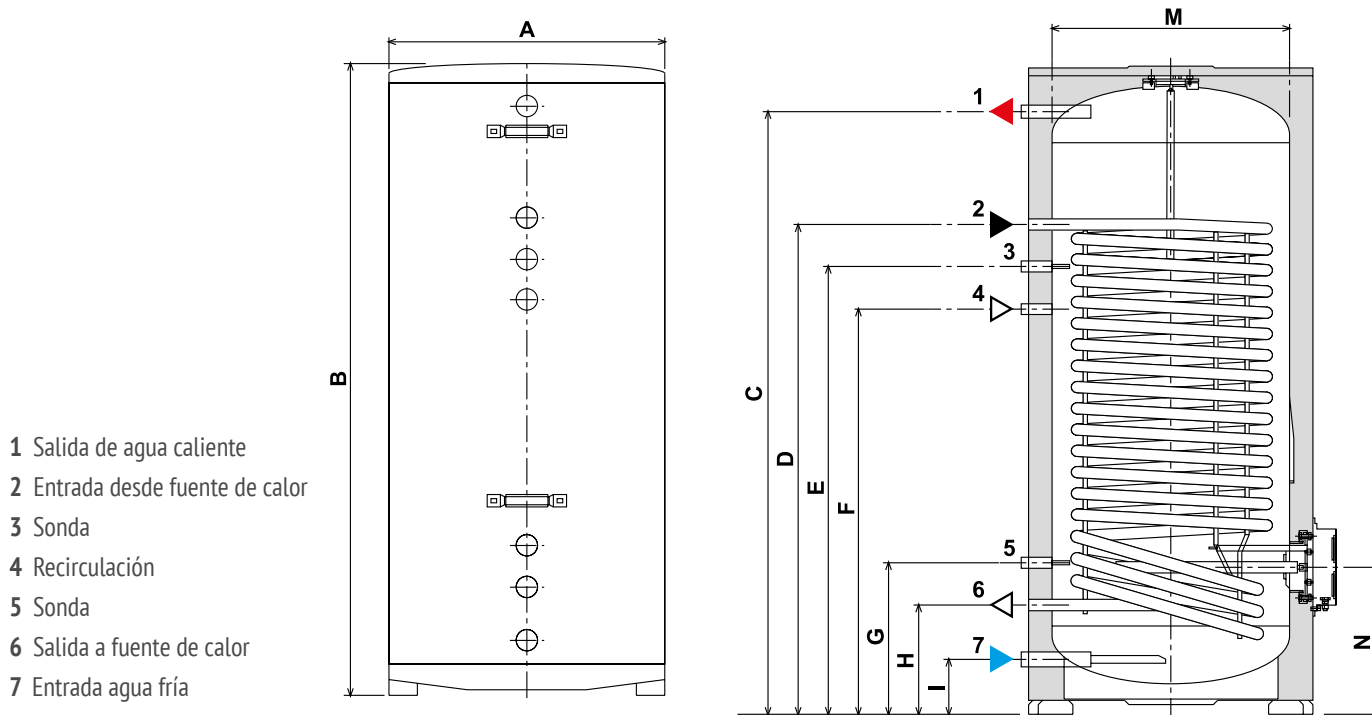 1 Salida de agua caliente
2 Entrada desde fuente de calor
3 Sonda
4 Recirculación
5 Sonda
6 Salida a fuente de calor
7 Entrada agua fría
A
B
M
1
2
3
4
5
6
7
C
D
E
F
G
H
I
N